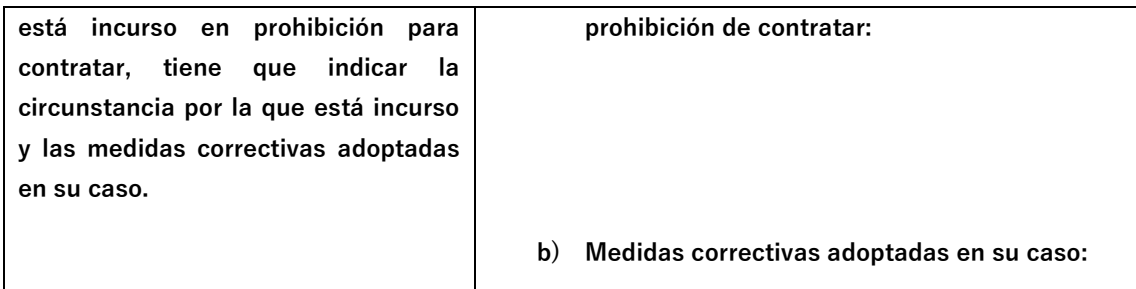 está incurso en prohibición para
contratar, tiene que indicar la
circunstancia por la que está incurso
y las medidas correctivas adoptadas
en su caso.
prohibición de contratar:
b) Medidas correctivas adoptadas en su caso: